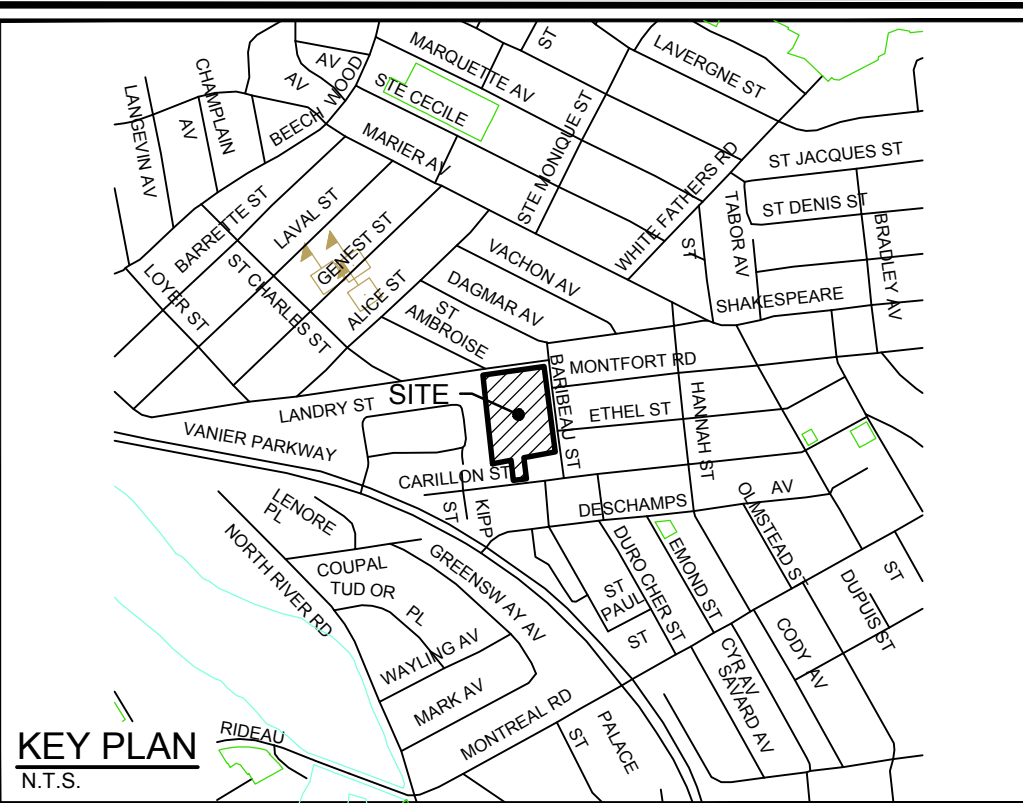 ST
MARQUETTE AV
LAVERGNE ST
AV
AV
BEECH WOOD
STE CECILE
CHAMPLAIN
AV
LANGEVIN AV
MARIER AV
STE MONIQUE ST
WHITE FATHERS RD
ST JACQUES ST
ST DENIS ST
TABOR AV
ST
BRADLEY AV
BARRETTE ST
LAVAL ST
GENEST ST
LOYER ST
ST CHARLES ST
ALICE ST
VACHON AV
DAGMAR AV
ST
AMBROISE
SHAKESPEARE
MONTFORT RD
BARIBEAU ST
SITE
LANDRY ST
ETHEL ST
HANNAH ST
VANIER PARKWAY
CARILLON ST
KIPP
ST
DESCHAMPS
AV
OLMSTEAD ST
LENORE
PL
NORTH RIVER RD
COUPAL
TUD OR
PL
GREENSW AY AV
DURO CHER ST
EMOND ST
ST
PAUL
ST
DUPUIS ST
ST
WAYLING AV
MARK AV
CYR AV
SAVARD AV
CODY AV
MONTREAL RD
PALACE
ST
RIDEAU
KEY PLAN
N.T.S.